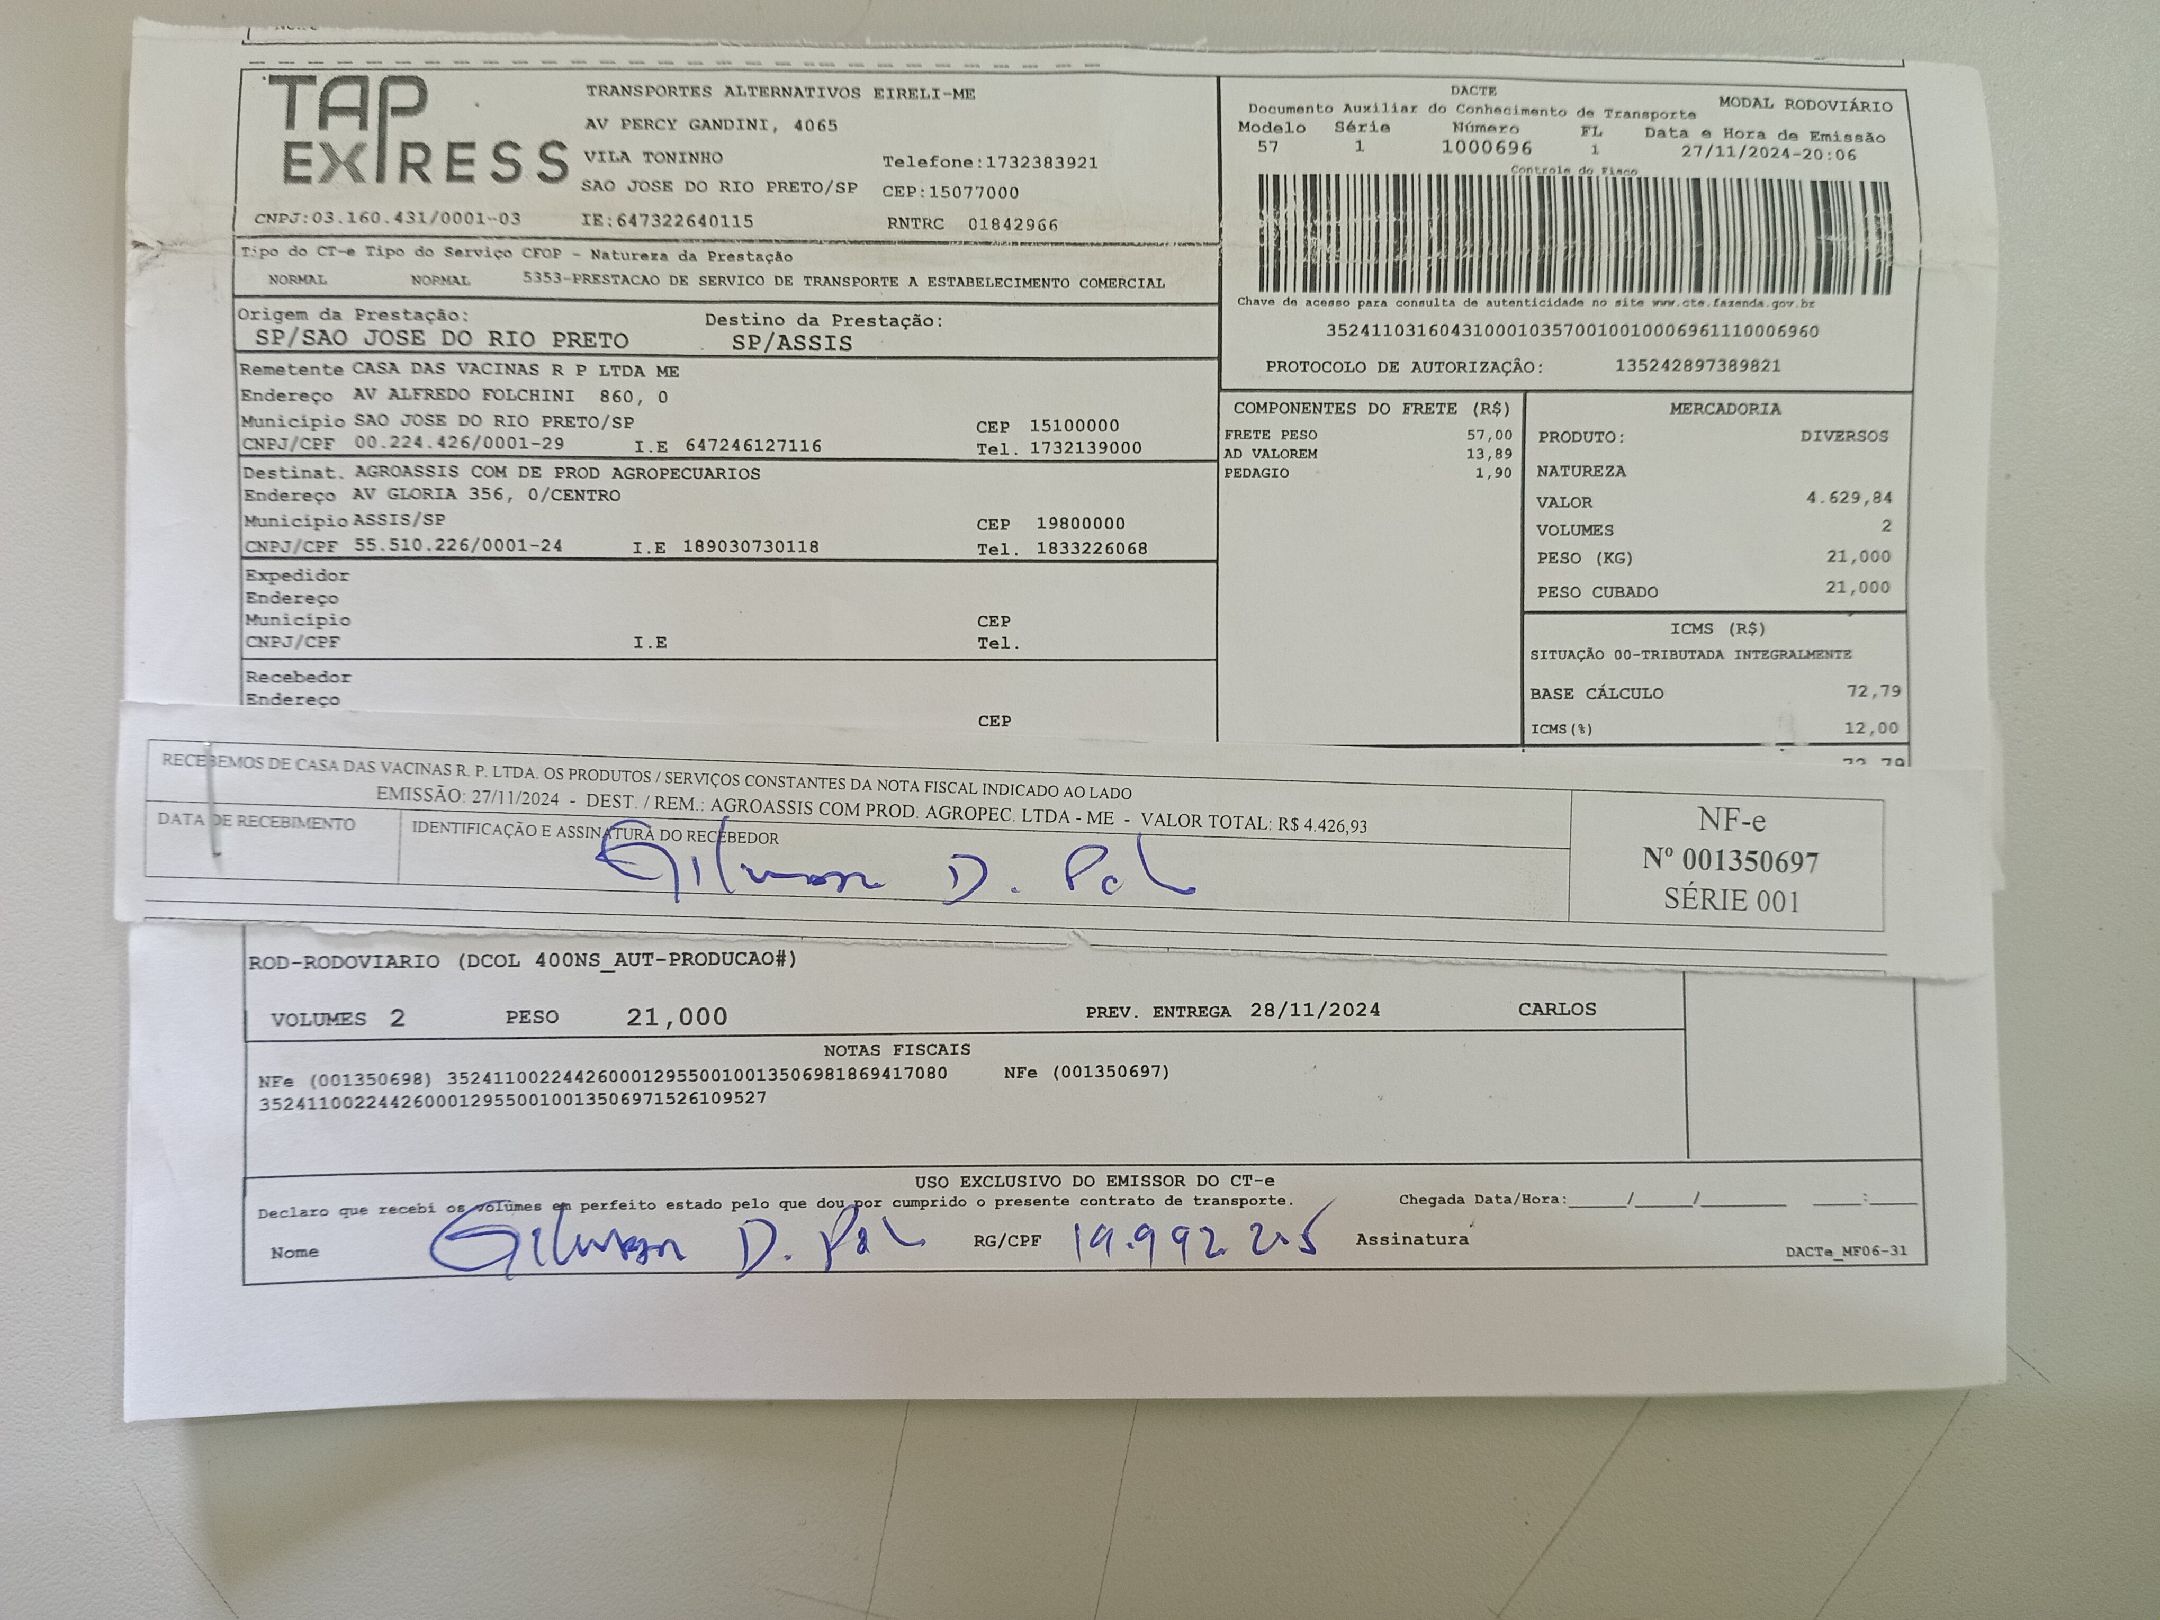 TAP EXPRESS
TRANSPORTES ALTERNATIVOS EIRELI-ME
AV PERCY GANDINI, 4065
VILA TONINHO Telefone:1732383921
SAO JOSE DO RIO PRETO/SP CEP:15077000
CNPJ:03.160.431/0001-03 IE:647322640115 RNTRC 01842966
DACTE
Documento Auxiliar do Conhecimento de Transporte MODAL RODOVIÁRIO
Modelo Série Número FL Data e Hora de Emissão
57 1 1000696 1 27/11/2024-20:06
Controle do Fisco
Tipo do CT-e Tipo do Serviço CFOP - Natureza da Prestação
NORMAL NORMAL 5353-PRESTACAO DE SERVICO DE TRANSPORTE A ESTABELECIMENTO COMERCIAL
Chave de acesso para consulta de autenticidade no site www.cte.fazenda.gov.br
35241103160431000103570010010006961110006960
PROTOCOLO DE AUTORIZAÇÃO: 135242897389821
Origem da Prestação: Destino da Prestação:
SP/SAO JOSE DO RIO PRETO SP/ASSIS
Remetente CASA DAS VACINAS R P LTDA ME
Endereço AV ALFREDO FOLCHINI 860, 0
Município SAO JOSE DO RIO PRETO/SP CEP 15100000
CNPJ/CPF 00.224.426/0001-29 I.E 647246127116 Tel. 1732139000
Destinat. AGROASSIS COM DE PROD AGROPECUARIOS
Endereço AV GLORIA 356, 0/CENTRO
Município ASSIS/SP CEP 19800000
CNPJ/CPF 55.510.226/0001-24 I.E 189030730118 Tel. 1833226068
Expedidor
Endereço
Município CEP
CNPJ/CPF I.E Tel.
Recebedor
Endereço
CEP
COMPONENTES DO FRETE (R$)
FRETE PESO 57,00
AD VALOREM 13,89
PEDAGIO 1,90
MERCADORIA
PRODUTO: DIVERSOS
NATUREZA
VALOR 4.629,84
VOLUMES 2
PESO (KG) 21,000
PESO CUBADO 21,000
ICMS (R$)
SITUAÇÃO 00-TRIBUTADA INTEGRALMENTE
BASE CÁLCULO 72,79
ICMS(%) 12,00
72,79
RECEBEMOS DE CASA DAS VACINAS R. P. LTDA. OS PRODUTOS / SERVIÇOS CONSTANTES DA NOTA FISCAL INDICADO AO LADO
EMISSÃO: 27/11/2024 - DEST. / REM.: AGROASSIS COM PROD. AGROPEC. LTDA - ME - VALOR TOTAL: R$ 4.426,93
DATA DE RECEBIMENTO IDENTIFICAÇÃO E ASSINATURA DO RECEBEDOR
NF-e
Nº 001350697
SÉRIE 001
ROD-RODOVIARIO (DCOL 400NS_AUT-PRODUCAO#)
VOLUMES 2 PESO 21,000 PREV. ENTREGA 28/11/2024 CARLOS
NOTAS FISCAIS
NFe (001350698) 35241100224426000129550010013506981869417080 NFe (001350697)
35241100224426000129550010013506971526109527
USO EXCLUSIVO DO EMISSOR DO CT-e
Declaro que recebi os volumes em perfeito estado pelo que dou por cumprido o presente contrato de transporte. Chegada Data/Hora:_____/_____/________ ____:____
Nome RG/CPF 19.992.225 Assinatura
DACTe_MF06-31